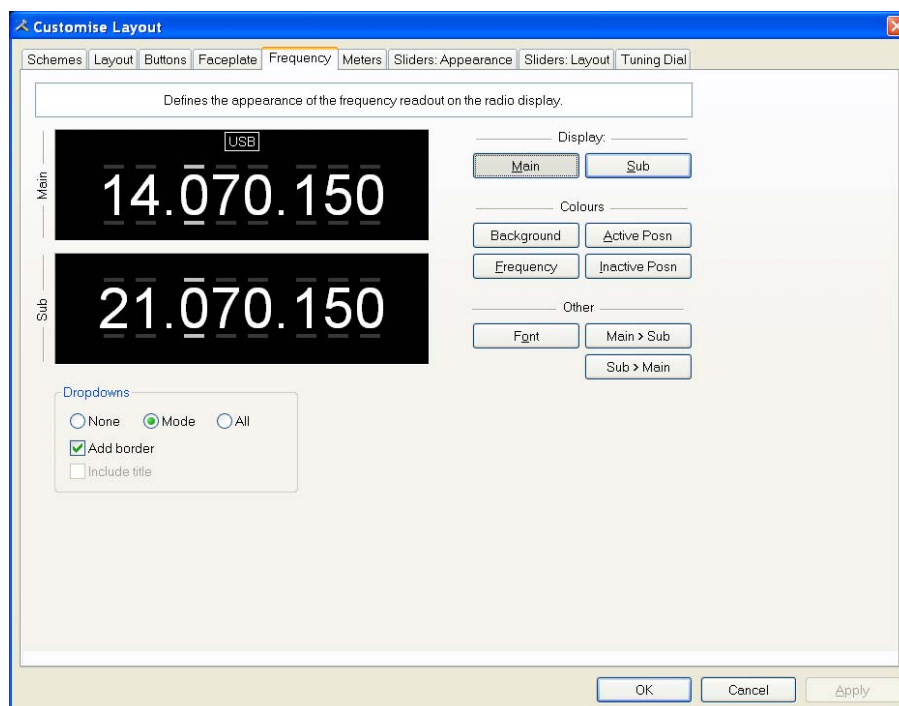 Customise Layout
Schemes Layout Buttons Faceplate Frequency Meters Sliders: Appearance Sliders: Layout Tuning Dial
Defines the appearance of the frequency readout on the radio display.
Main
USB
14.070.150
Sub
21.070.150
Display:
Main Sub
Colours
Background Active Posn
Frequency Inactive Posn
Other
Font Main > Sub
Sub > Main
Dropdowns
None Mode All
Add border
Include title
OK Cancel Apply